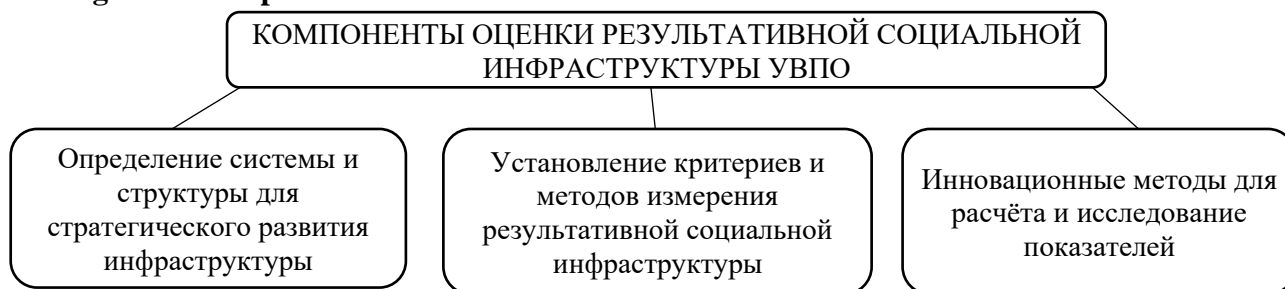 КОМПОНЕНТЫ ОЦЕНКИ РЕЗУЛЬТАТИВНОЙ СОЦИАЛЬНОЙ
ИНФРАСТРУКТУРЫ УВПО
Определение системы и
структуры для
стратегического развития
инфраструктуры
Установление критериев и
методов измерения
результативной социальной
инфраструктуры
Инновационные методы для
расчёта и исследование
показателей